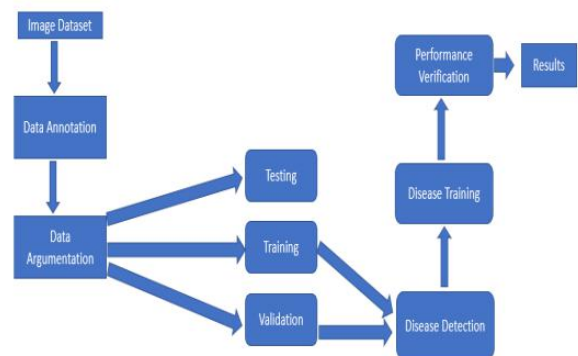 Image Dataset
Data Annotation
Data
Argumentation
Testing
Training
Validation
Disease Detection
Disease Training
Performance
Verification
Results